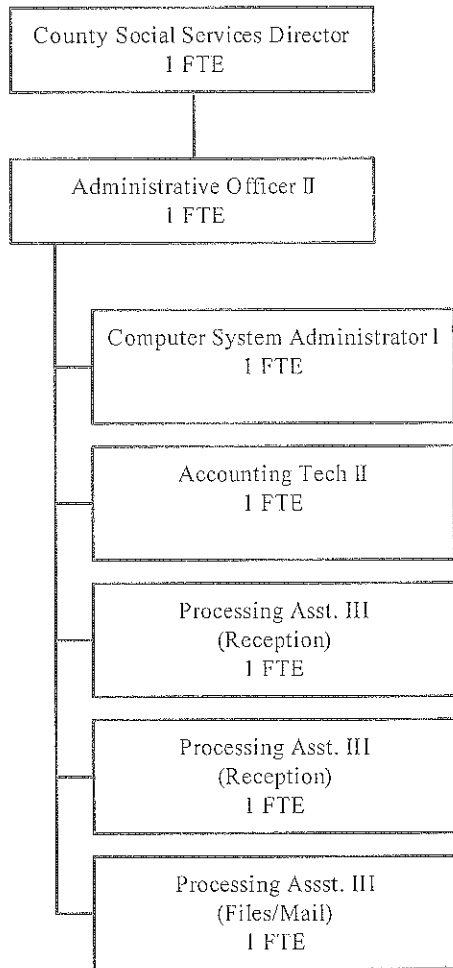 County Social Services Director
1 FTE
Administrative Officer II
1 FTE
Computer System Administrator I
1 FTE
Accounting Tech II
1 FTE
Processing Asst. III
(Reception)
1 FTE
Processing Asst. III
(Reception)
1 FTE
Processing Assst. III
(Files/Mail)
1 FTE